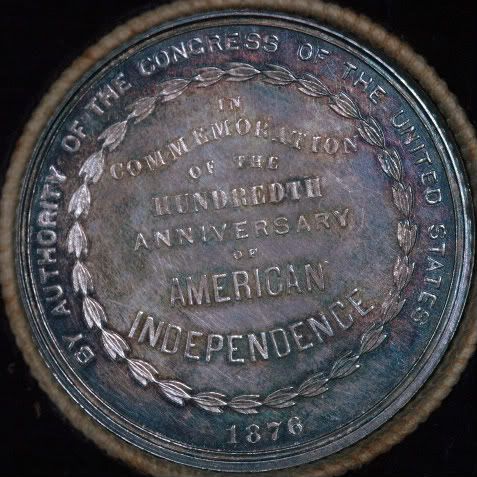 BY AUTHORITY OF THE CONGRESS OF THE UNITED STATES
IN
COMMEMORATION
OF THE
HUNDREDTH
ANNIVERSARY
OF
AMERICAN
INDEPENDENCE
1876